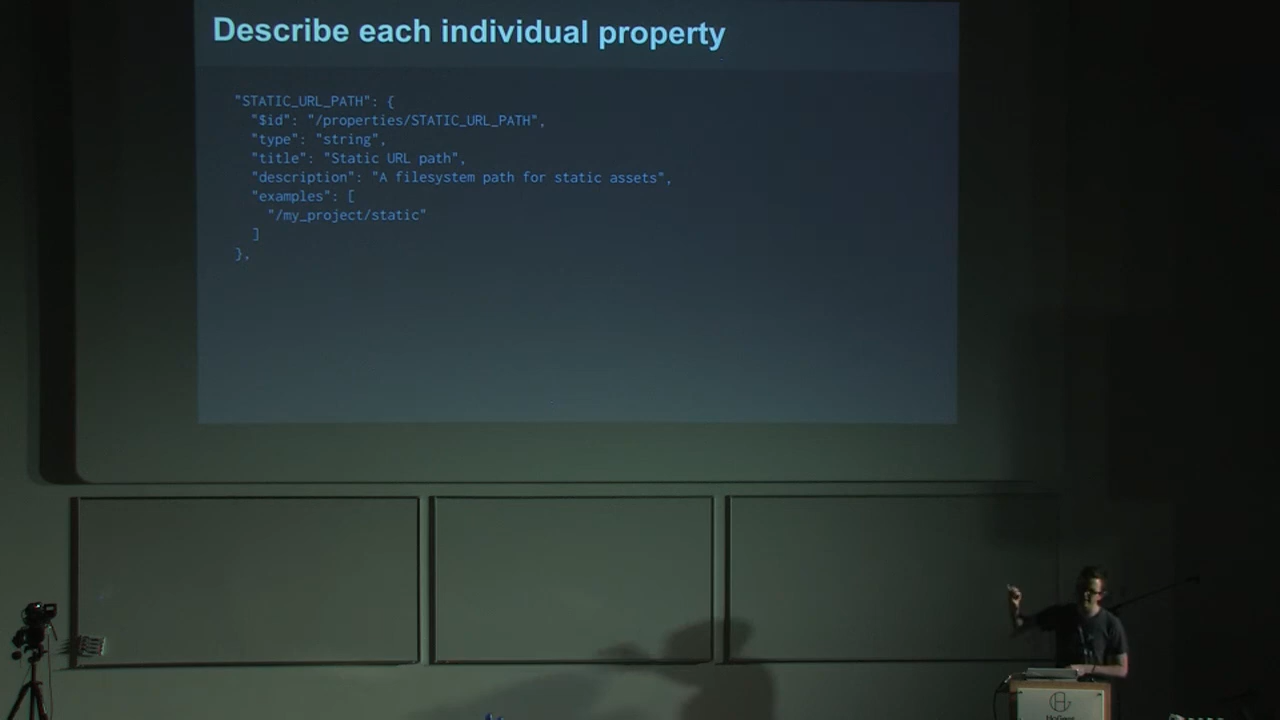 Describe each individual property
"STATIC_URL_PATH": {
"$id": "/properties/STATIC_URL_PATH",
"type": "string",
"title": "Static URL path",
"description": "A filesystem path for static assets",
"examples": [
"/my_project/static"
]
},